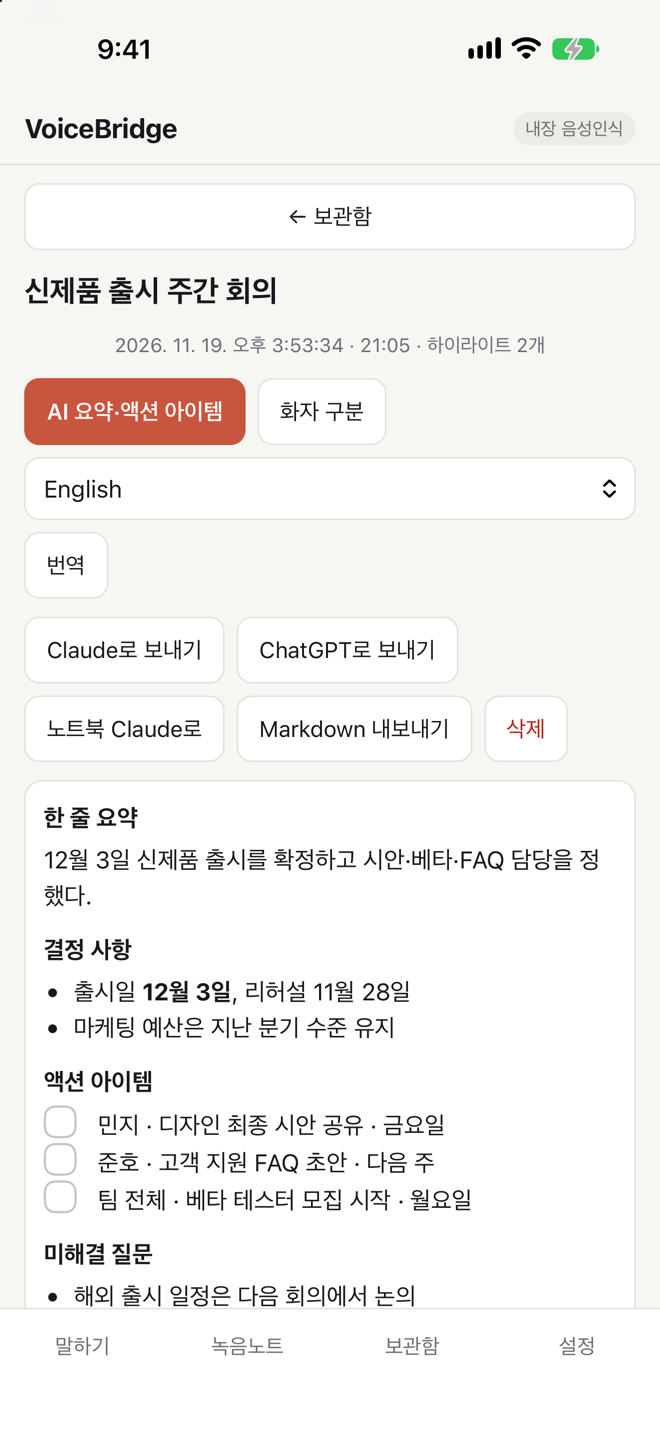 9:41
VoiceBridge
내장 음성인식
← 보관함
신제품 출시 주간 회의
2026. 11. 19. 오후 3:53:34 · 21:05 · 하이라이트 2개
AI 요약·액션 아이템
화자 구분
English
번역
Claude로 보내기
ChatGPT로 보내기
노트북 Claude로
Markdown 내보내기
삭제
한 줄 요약
12월 3일 신제품 출시를 확정하고 시안·베타·FAQ 담당을 정
했다.
결정 사항
• 출시일 12월 3일, 리허설 11월 28일
• 마케팅 예산은 지난 분기 수준 유지
액션 아이템
민지 · 디자인 최종 시안 공유 · 금요일
준호 · 고객 지원 FAQ 초안 · 다음 주
팀 전체 · 베타 테스터 모집 시작 · 월요일
미해결 질문
• 해외 출시 일정은 다음 회의에서 논의
말하기
녹음노트
보관함
설정